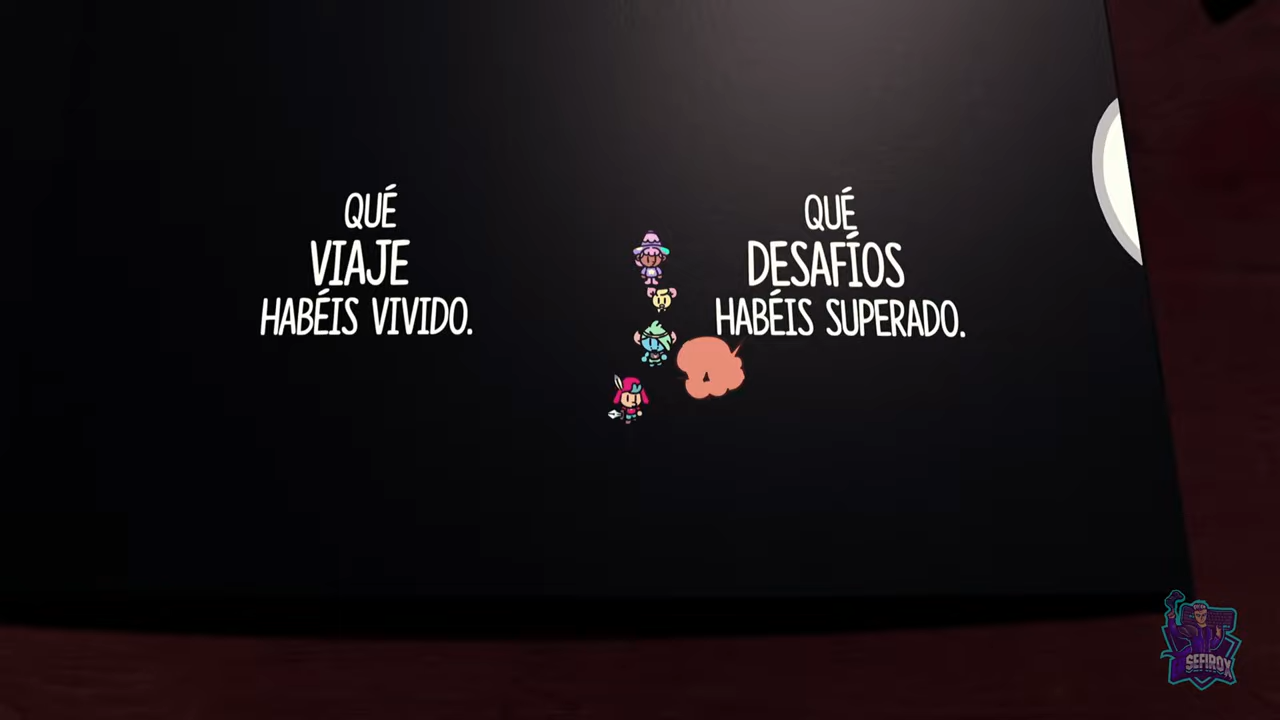 QUÉ
VIAJE
HABÉIS VIVIDO.
QUÉ
DESAFÍOS
HABÉIS SUPERADO.
SEFIROX